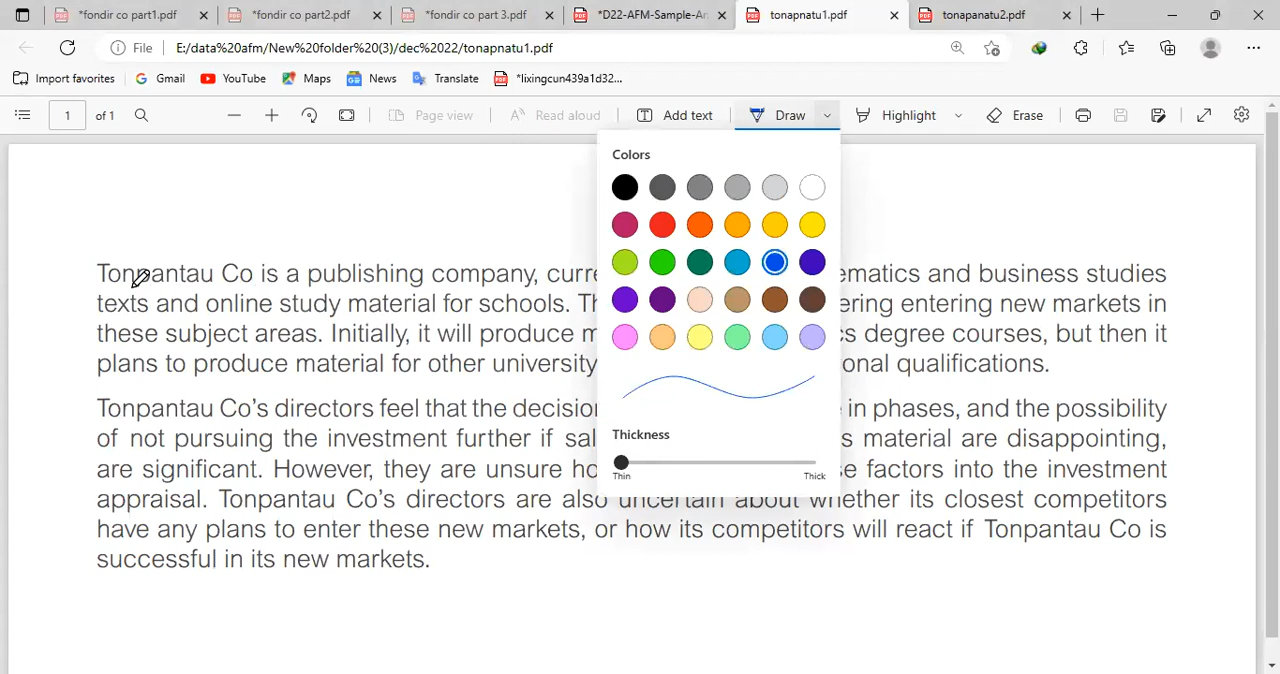 *fondir co part1.pdf
*fondir co part2.pdf
*fondir co part 3.pdf
*D22-AFM-Sample-An
tonapnatu1.pdf
tonapanatu2.pdf
File E:/data%20afm/New%20folder%20(3)/dec%2022/tonapnatu1.pdf
Import favorites Gmail YouTube Maps News Translate *lixingcun439a1d32...
1 of 1 Page view Read aloud Add text Draw Highlight Erase
Colors
Thickness
Thin Thick
Tonpantau Co is a publishing company, curre ematics and business studies
texts and online study material for schools. Th ering entering new markets in
these subject areas. Initially, it will produce m cs degree courses, but then it
plans to produce material for other university onal qualifications.
Tonpantau Co's directors feel that the decision e in phases, and the possibility
of not pursuing the investment further if sal s material are disappointing,
are significant. However, they are unsure ho se factors into the investment
appraisal. Tonpantau Co's directors are also uncertain about whether its closest competitors
have any plans to enter these new markets, or how its competitors will react if Tonpantau Co is
successful in its new markets.